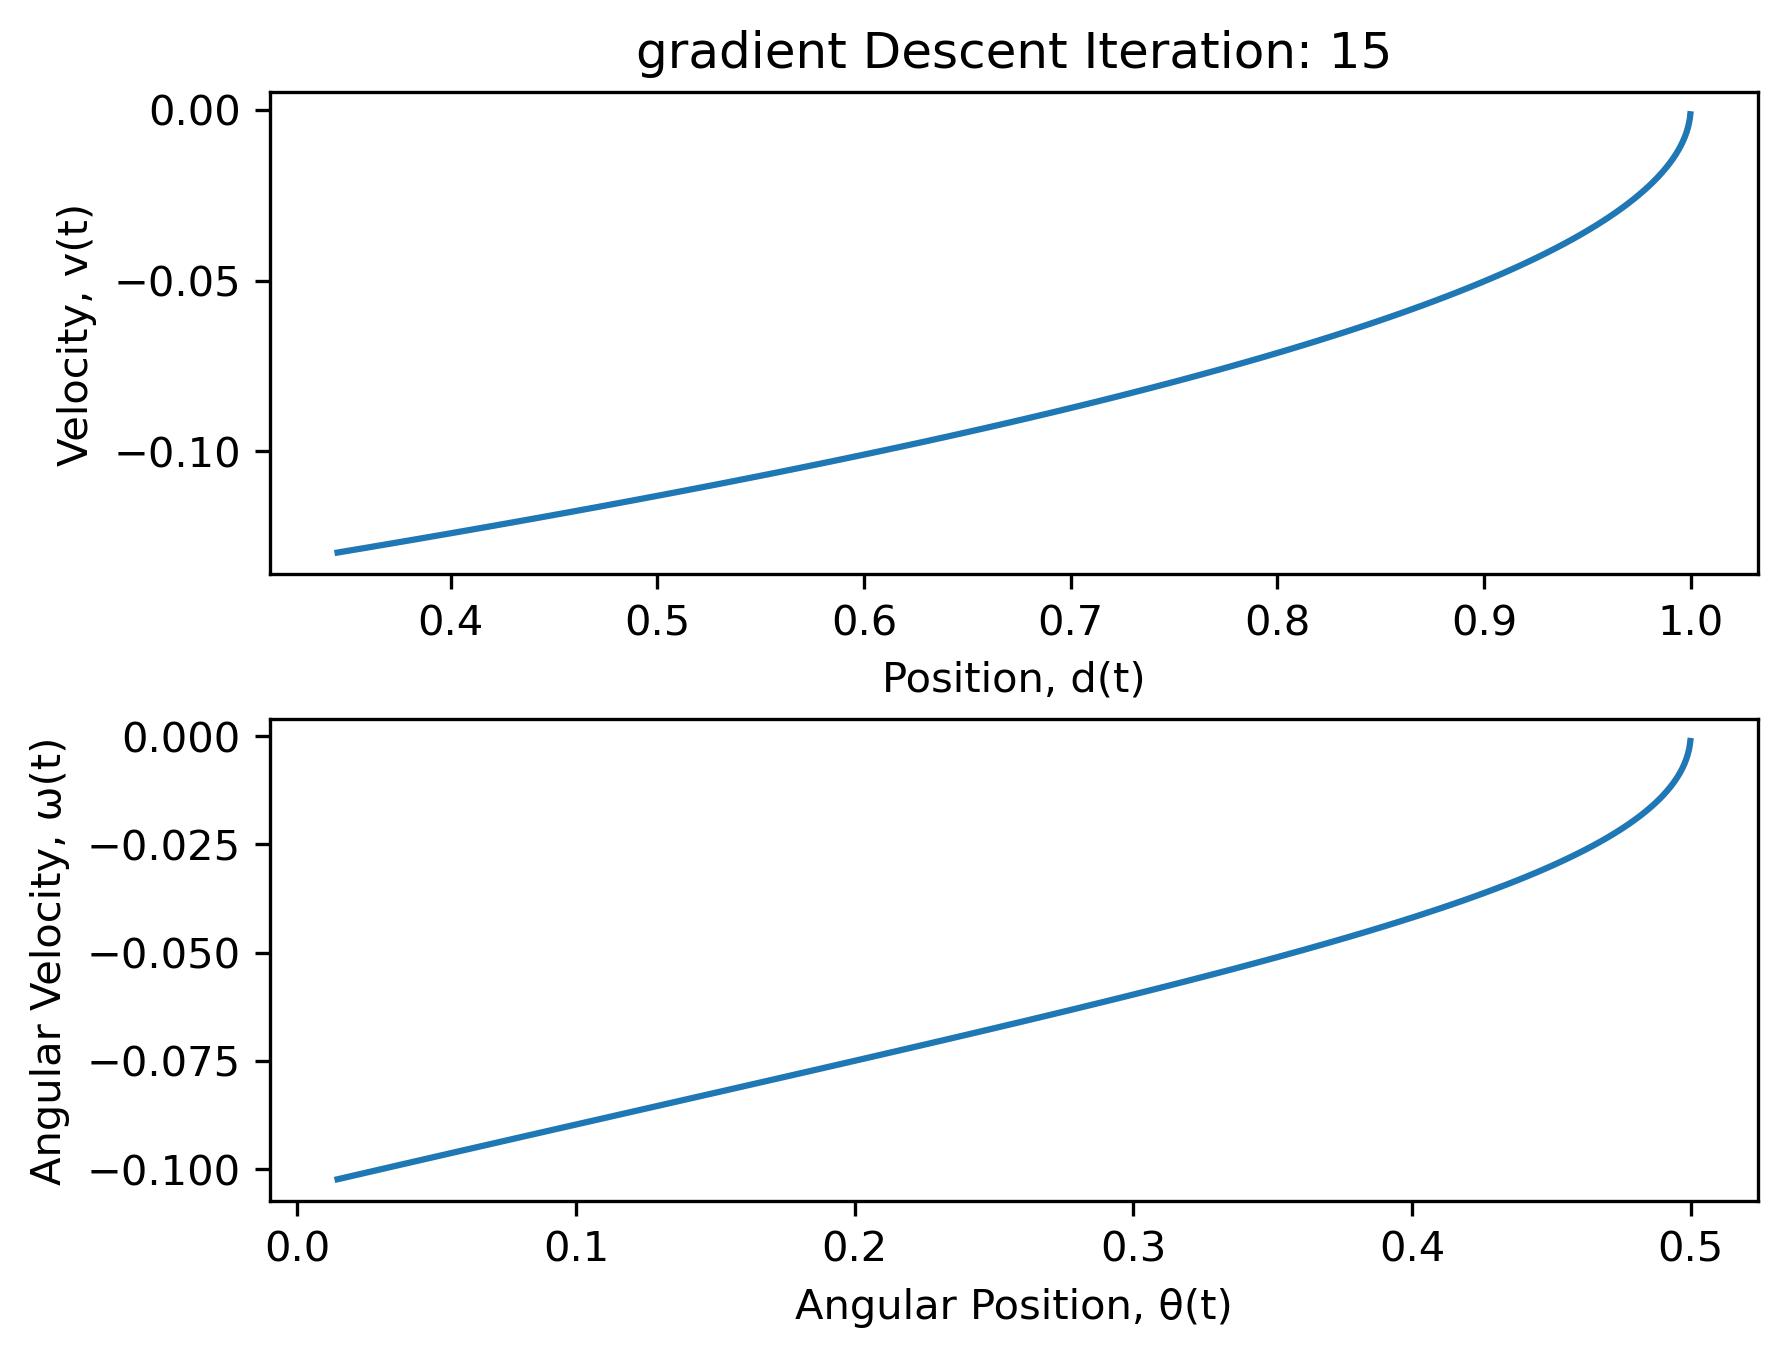 gradient Descent Iteration: 15
0.00
−0.05
−0.10
Velocity, v(t)
0.4 0.5 0.6 0.7 0.8 0.9 1.0
Position, d(t)
0.000
−0.025
−0.050
−0.075
−0.100
Angular Velocity, ω(t)
0.0 0.1 0.2 0.3 0.4 0.5
Angular Position, θ(t)